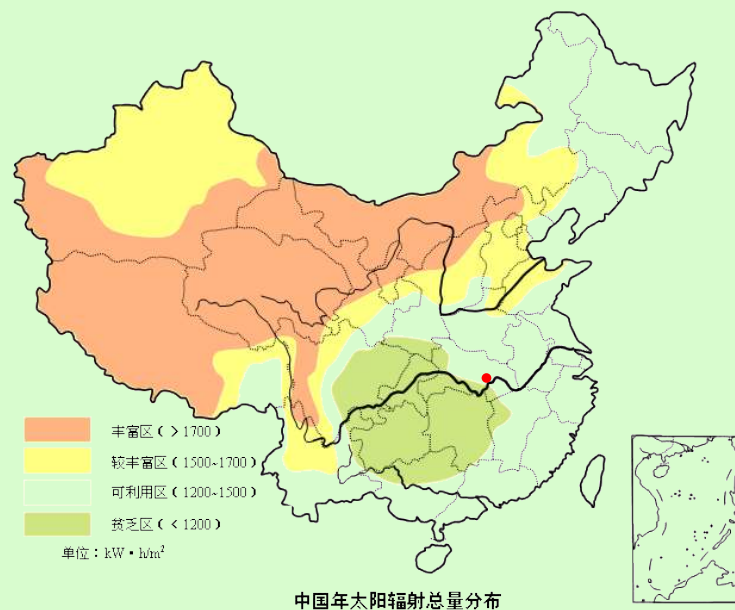 丰富区(>1700)
较丰富区(1500~1700)
可利用区(1200~1500)
贫乏区(<1200)
单位:kW·h/m²
中国年太阳辐射总量分布